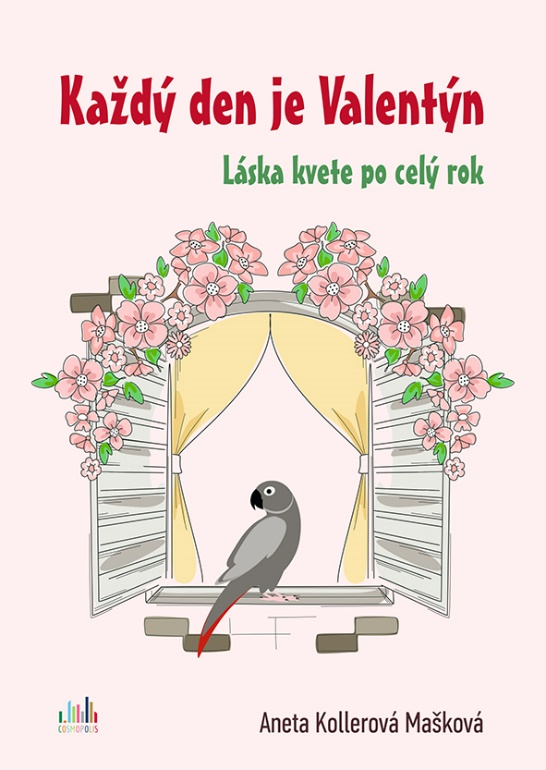 Každý den je Valentýn
Láska kvete po celý rok
COSMOPOLIS
Aneta Kollerová Mašková